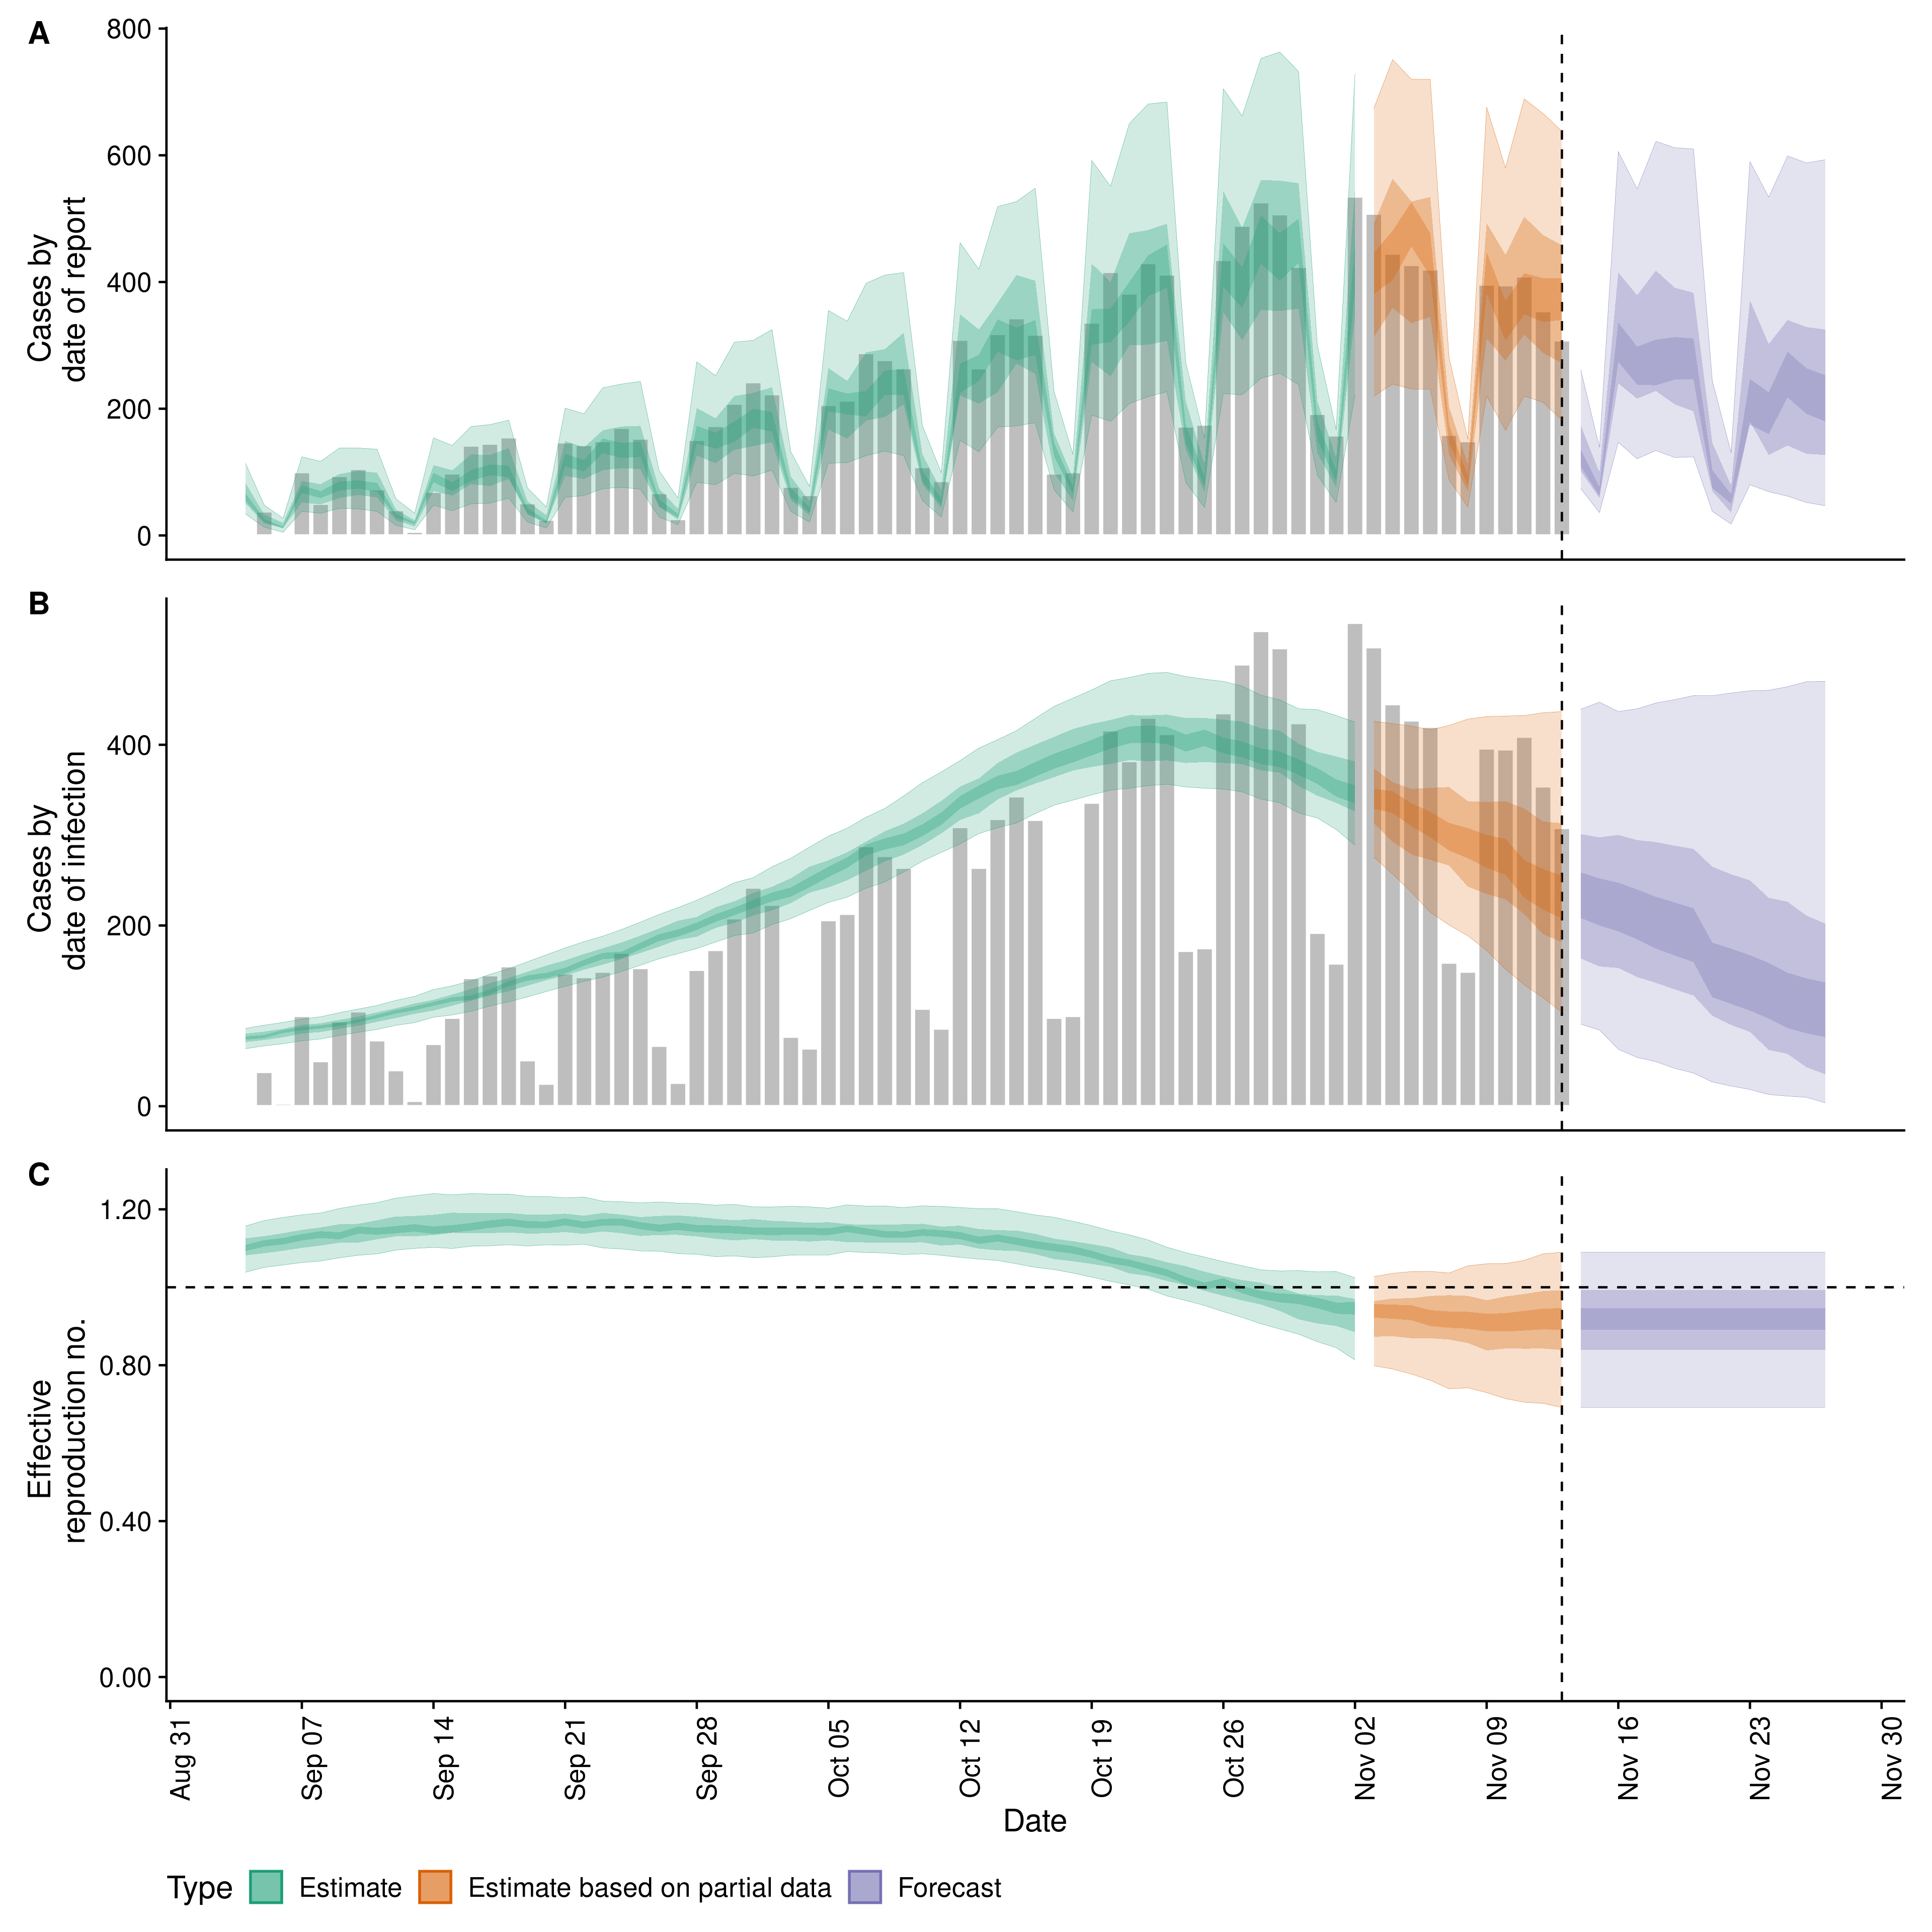 A
800
600
400
200
0
Cases by
date of report
B
400
200
0
Cases by
date of infection
C
1.20
0.80
0.40
0.00
Effective
reproduction no.
Aug 31
Sep 07
Sep 14
Sep 21
Sep 28
Oct 05
Oct 12
Oct 19
Oct 26
Nov 02
Nov 09
Nov 16
Nov 23
Nov 30
Date
Type Estimate Estimate based on partial data Forecast